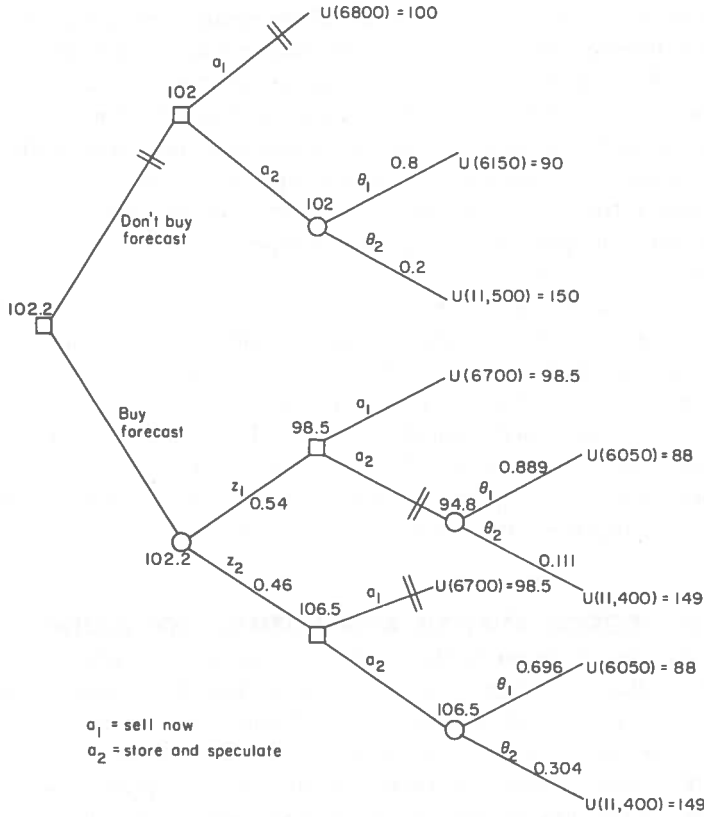 U(6800) = 100
a₁
102
a₂
0.8
U(6150) = 90
θ₁
102
θ₂
0.2
Don't buy
forecast
U(11,500) = 150
102.2
U(6700) = 98.5
a₁
Buy
forecast
98.5
a₂
0.889
U(6050) = 88
θ₁
z₁
0.54
94.8
θ₂
0.111
102.2
z₂
0.46
a₁
U(6700) = 98.5
U(11,400) = 149
106.5
a₂
0.696
U(6050) = 88
θ₁
106.5
θ₂
0.304
a₁ = sell now
a₂ = store and speculate
U(11,400) = 149